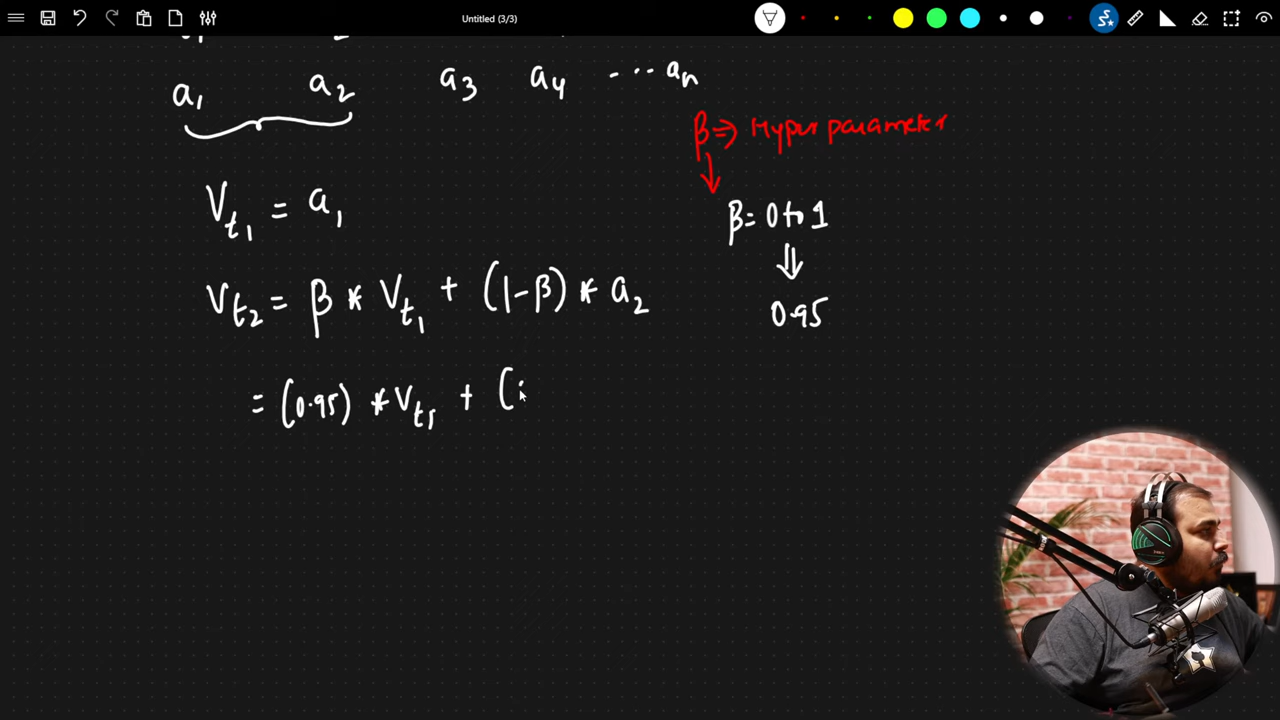 Untitled (3/3)
a1 a2 a3 a4 ... an
β => Hyper parameter
Vt1 = a1
β = 0 to 1
Vt2 = β * Vt1 + (1-β) * a2
0.95
= (0.95) * Vt1 + (